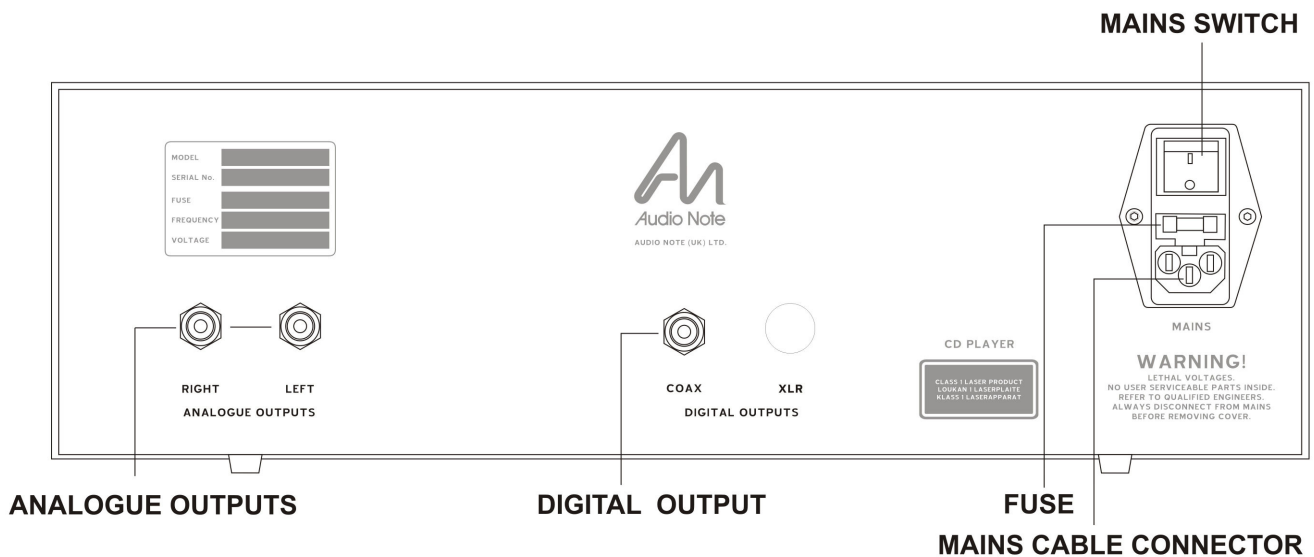 MAINS SWITCH
MODEL
SERIAL No.
FUSE
FREQUENCY
VOLTAGE
Audio Note
AUDIO NOTE (UK) LTD.
MAINS
WARNING!
LETHAL VOLTAGES.
NO USER SERVICEABLE PARTS INSIDE.
REFER TO QUALIFIED ENGINEERS.
ALWAYS DISCONNECT FROM MAINS
BEFORE REMOVING COVER.
CD PLAYER
CLASS 1 LASER PRODUCT
LOUKAN 1 LASERPLAITE
KLASS 1 LASERAPPARAT
RIGHT LEFT
ANALOGUE OUTPUTS
COAX XLR
DIGITAL OUTPUTS
ANALOGUE OUTPUTS
DIGITAL OUTPUT
FUSE
MAINS CABLE CONNECTOR